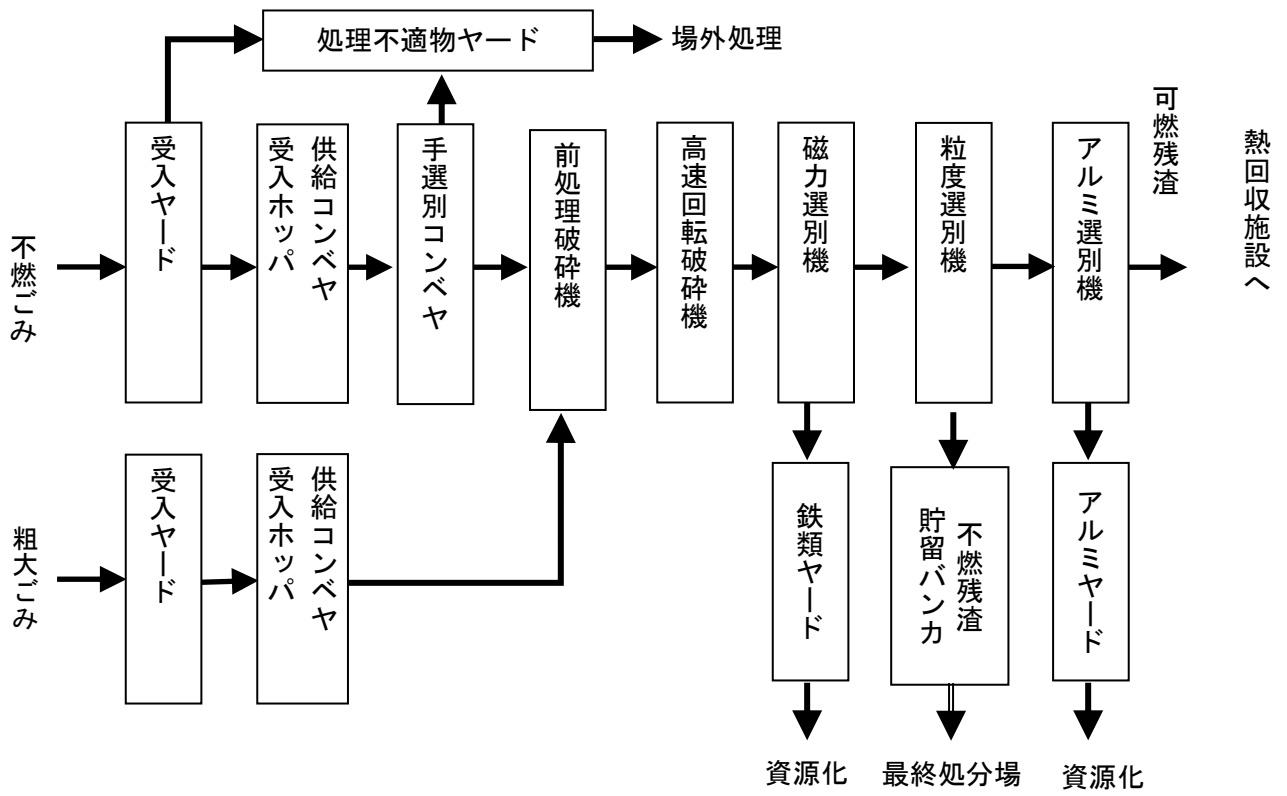 処理不適物ヤード
場外処理
不燃ごみ
受入ヤード
供給コンベヤ
受入ホッパ
手選別コンベヤ
前処理破砕機
高速回転破砕機
磁力選別機
粒度選別機
アルミ選別機
可燃残渣
熱回収施設へ
粗大ごみ
受入ヤード
供給コンベヤ
受入ホッパ
鉄類ヤード
不燃残渣
貯留バンカ
アルミヤード
資源化
最終処分場
資源化